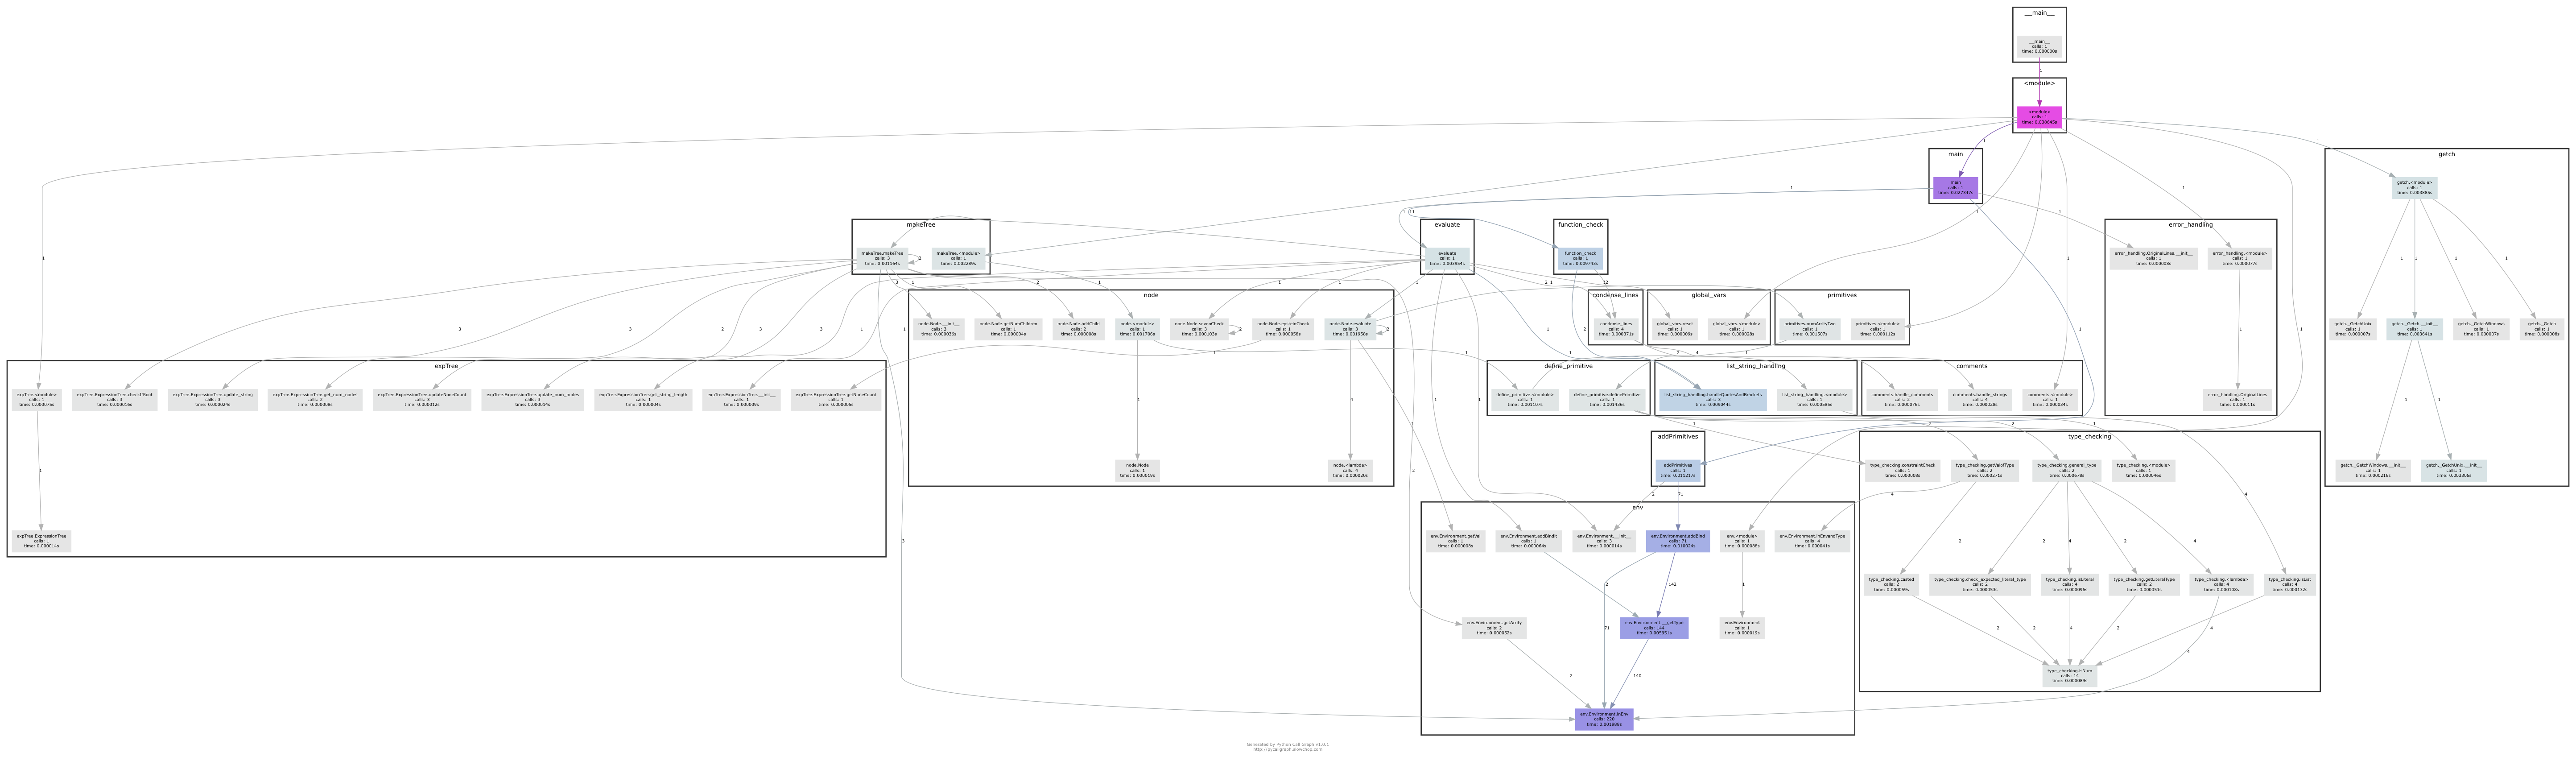 __main__
__main__
calls: 1
time: 0.000000s
1
<module>
<module>
calls: 1
time: 0.038645s
main
main
calls: 1
time: 0.027347s
getch
getch.<module>
calls: 1
time: 0.003885s
getch._GetchUnix
calls: 1
time: 0.000007s
getch._Getch.__init__
calls: 1
time: 0.003641s
getch._GetchWindows
calls: 1
time: 0.000007s
getch._Getch
calls: 1
time: 0.000008s
getch._GetchWindows.__init__
calls: 1
time: 0.000216s
getch._GetchUnix.__init__
calls: 1
time: 0.003306s
makeTree
makeTree.makeTree
calls: 3
time: 0.001164s
makeTree.<module>
calls: 1
time: 0.002289s
evaluate
evaluate
calls: 1
time: 0.003954s
function_check
function_check
calls: 1
time: 0.009743s
error_handling
error_handling.OriginalLines.__init__
calls: 1
time: 0.000008s
error_handling.<module>
calls: 1
time: 0.000077s
error_handling.OriginalLines
calls: 1
time: 0.000011s
node
node.Node.__init__
calls: 3
time: 0.000036s
node.Node.getNumChildren
calls: 1
time: 0.000004s
node.Node.addChild
calls: 2
time: 0.000008s
node.<module>
calls: 1
time: 0.001706s
node.Node.sevenCheck
calls: 3
time: 0.000103s
node.Node.epsteinCheck
calls: 1
time: 0.000058s
node.Node.evaluate
calls: 3
time: 0.001958s
node.Node
calls: 1
time: 0.000019s
node.<lambda>
calls: 4
time: 0.000020s
condense_lines
condense_lines
calls: 4
time: 0.000371s
global_vars
global_vars.reset
calls: 1
time: 0.000009s
global_vars.<module>
calls: 1
time: 0.000028s
primitives
primitives.numArrityTwo
calls: 1
time: 0.001507s
primitives.<module>
calls: 1
time: 0.000112s
expTree
expTree.<module>
calls: 1
time: 0.000075s
expTree.ExpressionTree.checkIfRoot
calls: 3
time: 0.000016s
expTree.ExpressionTree.update_string
calls: 3
time: 0.000024s
expTree.ExpressionTree.get_num_nodes
calls: 2
time: 0.000008s
expTree.ExpressionTree.updateNoneCount
calls: 3
time: 0.000012s
expTree.ExpressionTree.update_num_nodes
calls: 3
time: 0.000014s
expTree.ExpressionTree.get_string_length
calls: 1
time: 0.000004s
expTree.ExpressionTree.__init__
calls: 1
time: 0.000009s
expTree.ExpressionTree.getNoneCount
calls: 1
time: 0.000005s
expTree.ExpressionTree
calls: 1
time: 0.000014s
define_primitive
define_primitive.<module>
calls: 1
time: 0.001107s
define_primitive.definePrimitive
calls: 1
time: 0.001436s
list_string_handling
list_string_handling.handleQuotesAndBrackets
calls: 3
time: 0.009044s
list_string_handling.<module>
calls: 1
time: 0.000585s
comments
comments.handle_comments
calls: 2
time: 0.000076s
comments.handle_strings
calls: 4
time: 0.000028s
comments.<module>
calls: 1
time: 0.000034s
addPrimitives
addPrimitives
calls: 1
time: 0.011217s
type_checking
type_checking.constraintCheck
calls: 1
time: 0.000008s
type_checking.getValofType
calls: 2
time: 0.000271s
type_checking.general_type
calls: 2
time: 0.000678s
type_checking.<module>
calls: 1
time: 0.000046s
type_checking.casted
calls: 2
time: 0.000059s
type_checking.check_expected_literal_type
calls: 2
time: 0.000053s
type_checking.isLiteral
calls: 4
time: 0.000096s
type_checking.getLiteralType
calls: 2
time: 0.000051s
type_checking.<lambda>
calls: 4
time: 0.000108s
type_checking.isList
calls: 4
time: 0.000132s
type_checking.isNum
calls: 14
time: 0.000089s
env
env.Environment.getVal
calls: 1
time: 0.000008s
env.Environment.addBindIt
calls: 1
time: 0.000064s
env.Environment.__init__
calls: 3
time: 0.000014s
env.Environment.addBind
calls: 71
time: 0.010024s
env.<module>
calls: 1
time: 0.000088s
env.Environment.inEnvandType
calls: 4
time: 0.000041s
env.Environment.getArrity
calls: 2
time: 0.000052s
env.Environment.__getType
calls: 144
time: 0.005951s
env.Environment
calls: 1
time: 0.000019s
env.Environment.inEnv
calls: 220
time: 0.001988s
Generated by Python Call Graph v1.0.1
http://pycallgraph.slowchop.com